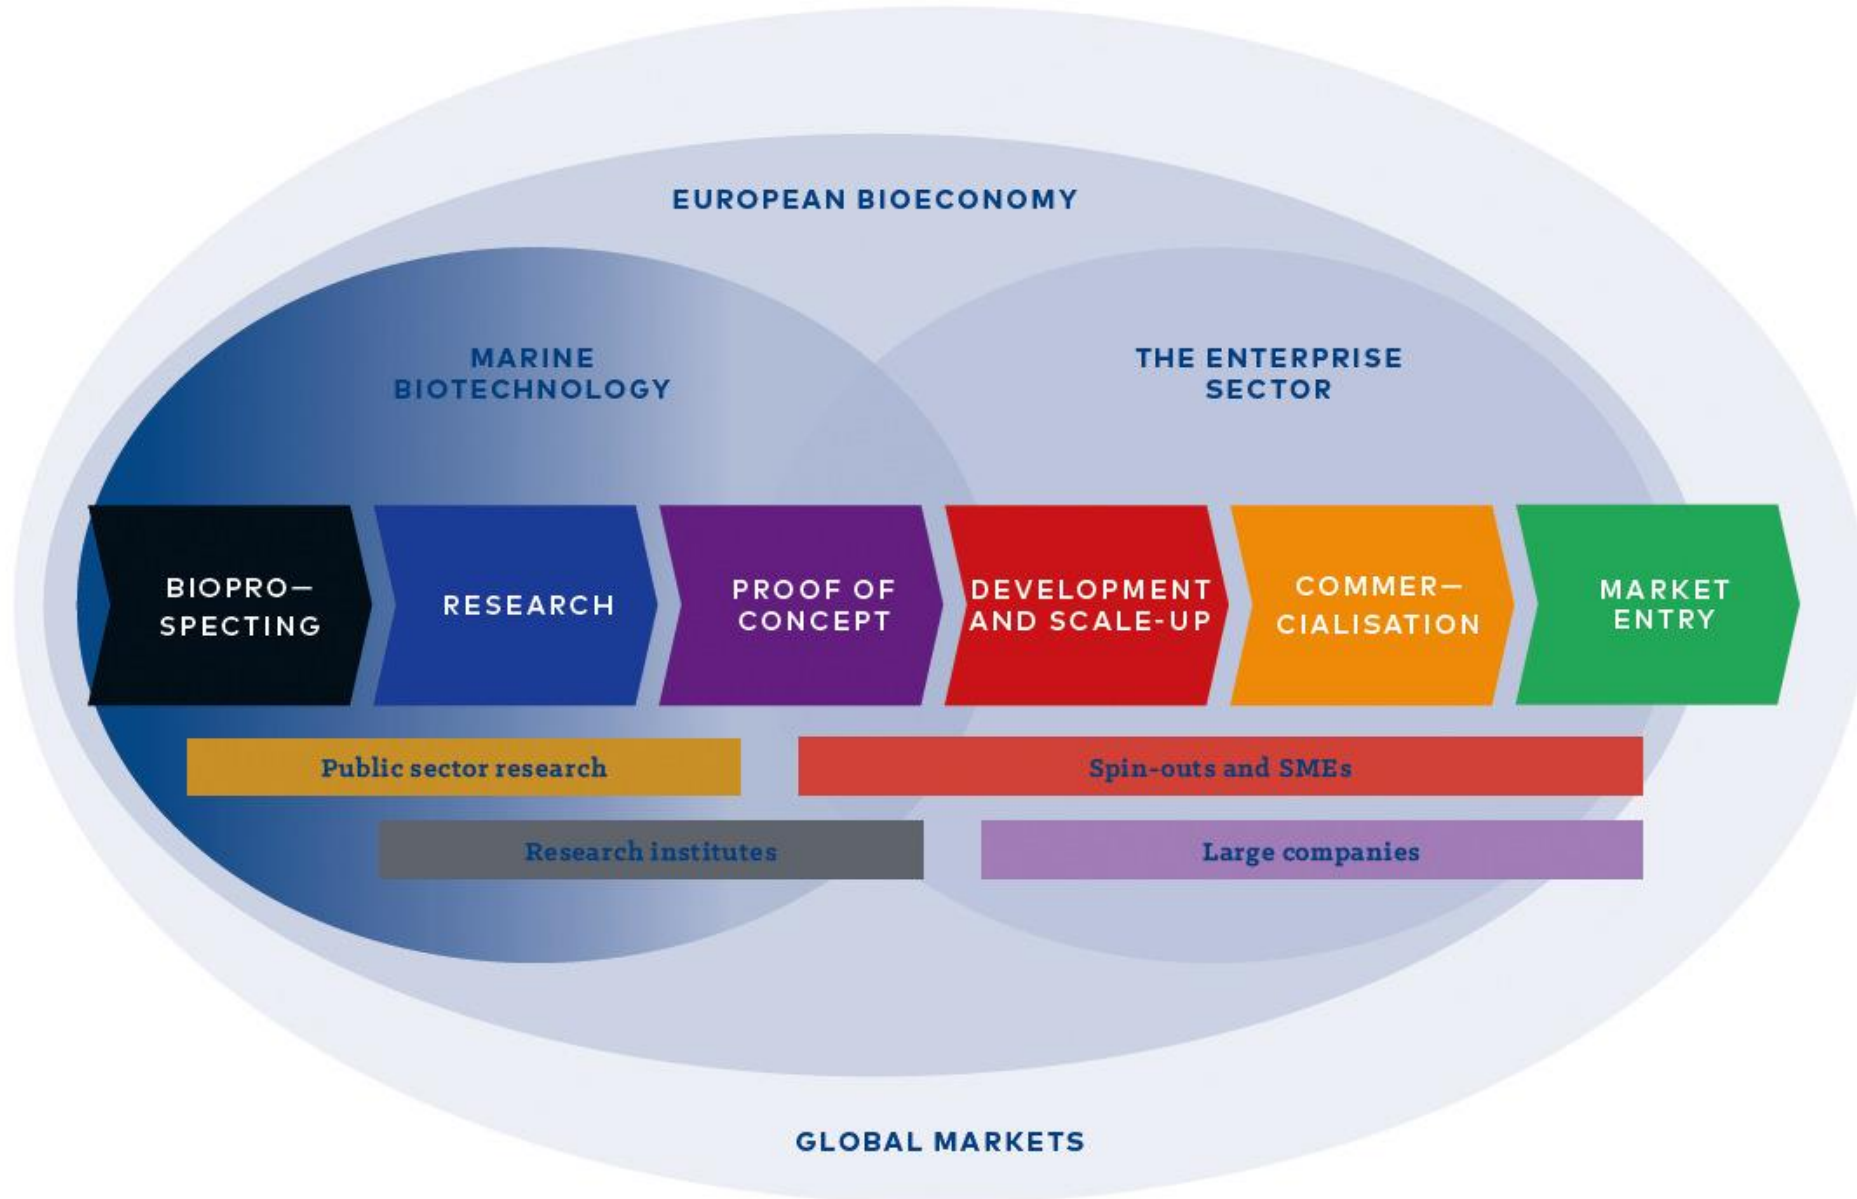 EUROPEAN BIOECONOMY
MARINE
BIOTECHNOLOGY
THE ENTERPRISE
SECTOR
BIOPRO—
SPECTING
RESEARCH
PROOF OF
CONCEPT
DEVELOPMENT
AND SCALE-UP
COMMER—
CIALISATION
MARKET
ENTRY
Public sector research
Spin-outs and SMEs
Research institutes
Large companies
GLOBAL MARKETS